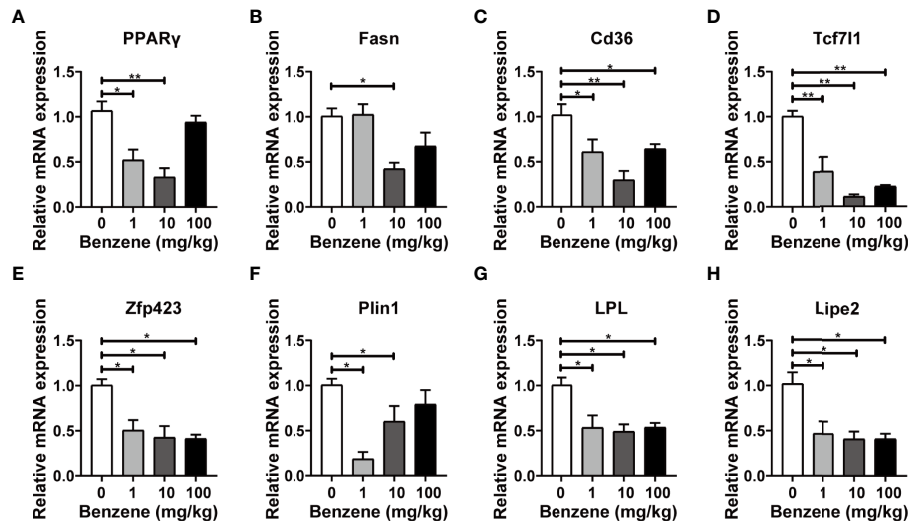 A
PPARγ
**
*
Relative mRNA expression
1.5
1.0
0.5
0.0
0 1 10 100
Benzene (mg/kg)
B
Fasn
*
Relative mRNA expression
1.5
1.0
0.5
0.0
0 1 10 100
Benzene (mg/kg)
C
Cd36
*
**
*
Relative mRNA expression
1.5
1.0
0.5
0.0
0 1 10 100
Benzene (mg/kg)
D
Tcf7l1
**
**
**
Relative mRNA expression
1.5
1.0
0.5
0.0
0 1 10 100
Benzene (mg/kg)
E
Zfp423
*
*
*
Relative mRNA expression
1.5
1.0
0.5
0.0
0 1 10 100
Benzene (mg/kg)
F
Plin1
*
*
Relative mRNA expression
1.5
1.0
0.5
0.0
0 1 10 100
Benzene (mg/kg)
G
LPL
*
*
*
Relative mRNA expression
1.5
1.0
0.5
0.0
0 1 10 100
Benzene (mg/kg)
H
Lipe2
*
*
*
Relative mRNA expression
1.5
1.0
0.5
0.0
0 1 10 100
Benzene (mg/kg)